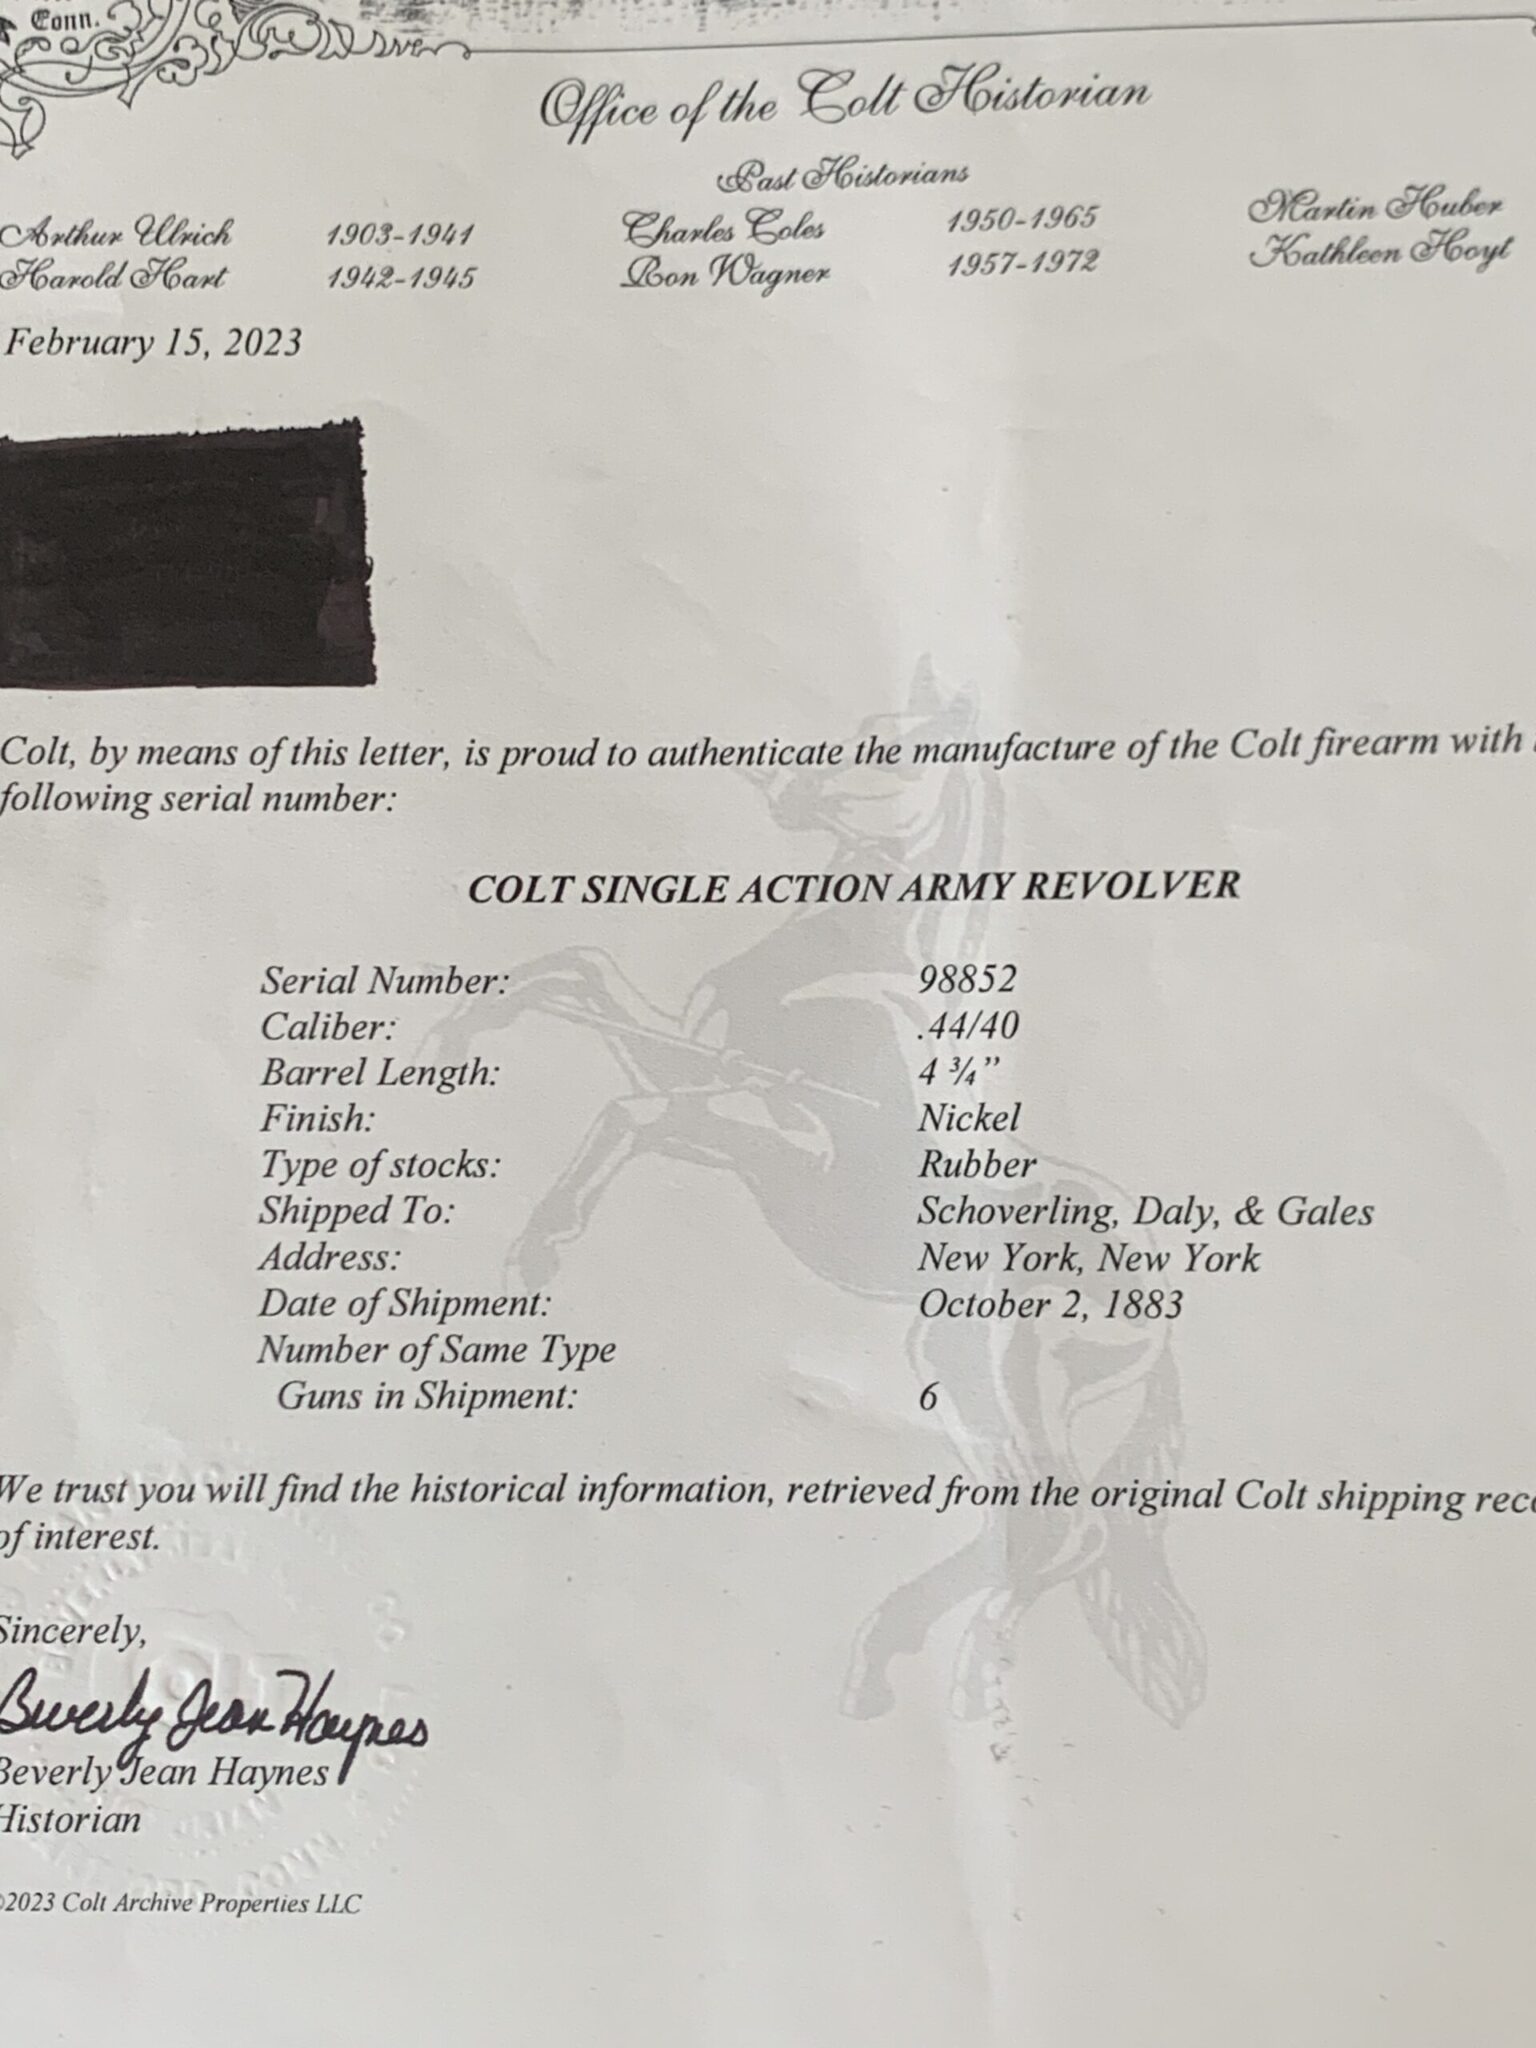 Conn.
Office of the Colt Historian
Past Historians
Arthur Ulrich 1903-1941 Charles Coles 1950-1965 Martin Huber
Harold Hart 1942-1945 Ron Wagner 1957-1972 Kathleen Hoyt
February 15, 2023
Colt, by means of this letter, is proud to authenticate the manufacture of the Colt firearm with
following serial number:
COLT SINGLE ACTION ARMY REVOLVER
Serial Number: 98852
Caliber: .44/40
Barrel Length: 4 ¾”
Finish: Nickel
Type of stocks: Rubber
Shipped To: Schoverling, Daly, & Gales
Address: New York, New York
Date of Shipment: October 2, 1883
Number of Same Type
Guns in Shipment: 6
We trust you will find the historical information, retrieved from the original Colt shipping reco
of interest.
Sincerely,
Beverly Jean Haynes
Beverly Jean Haynes
Historian
©2023 Colt Archive Properties LLC